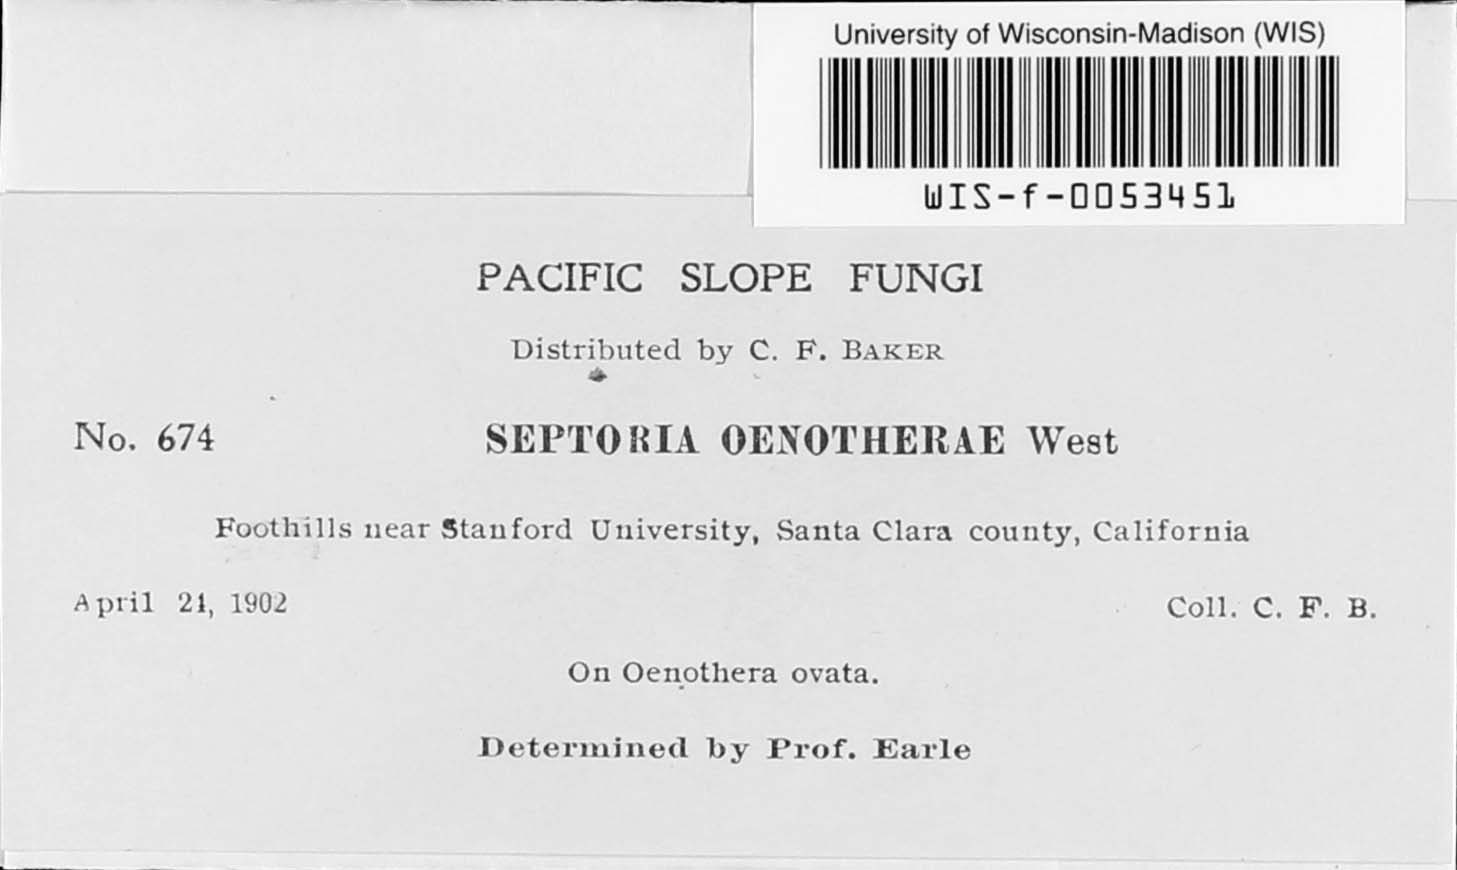 University of Wisconsin-Madison (WIS)
WIS-f-0053451
PACIFIC SLOPE FUNGI
Distributed by C. F. BAKER
No. 674 SEPTORIA OENOTHERAE West
Foothills near Stanford University, Santa Clara county, California
April 21, 1902 Coll. C. F. B.
On Oenothera ovata.
Determined by Prof. Earle